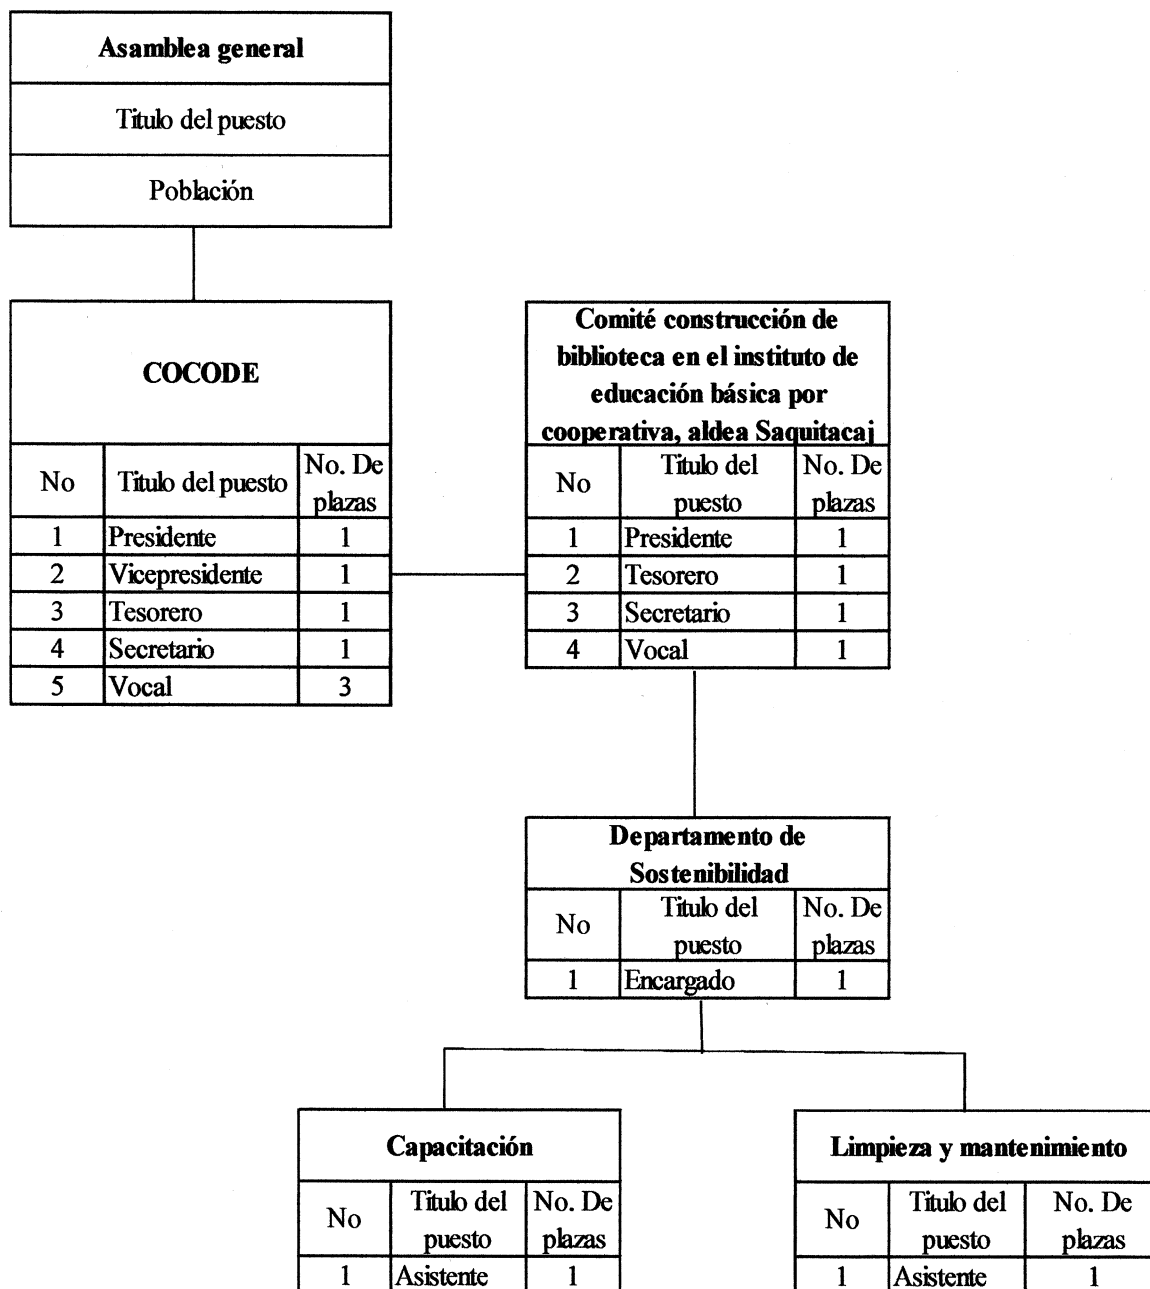 Asamblea general
Titulo del puesto
Población
COCODE
No Titulo del puesto No. De plazas
1 Presidente 1
2 Vicepresidente 1
3 Tesorero 1
4 Secretario 1
5 Vocal 3
Comité construcción de
biblioteca en el instituto de
educación básica por
cooperativa, aldea Saquitacaj
No Titulo del puesto No. De plazas
1 Presidente 1
2 Tesorero 1
3 Secretario 1
4 Vocal 1
Departamento de
Sostenibilidad
No Titulo del puesto No. De plazas
1 Encargado 1
Capacitación
No Titulo del puesto No. De plazas
1 Asistente 1
Limpieza y mantenimiento
No Titulo del puesto No. De plazas
1 Asistente 1